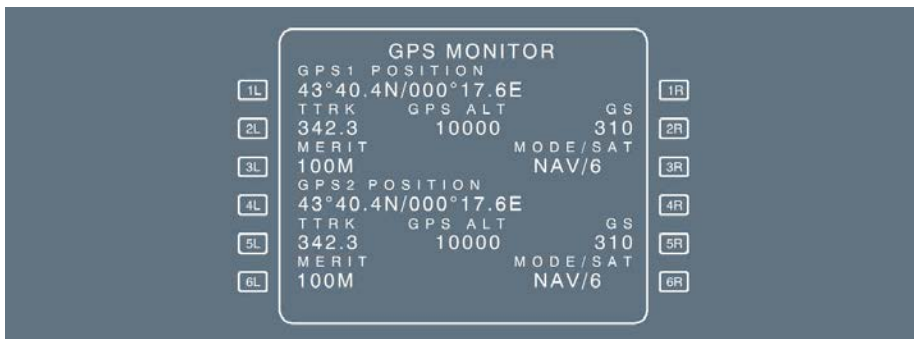 GPS MONITOR
GPS1 POSITION
1L 43°40.4N/000°17.6E 1R
TTRK GPS ALT GS
2L 342.3 10000 310 2R
MERIT MODE/SAT
3L 100M NAV/6 3R
GPS2 POSITION
4L 43°40.4N/000°17.6E 4R
TTRK GPS ALT GS
5L 342.3 10000 310 5R
MERIT MODE/SAT
6L 100M NAV/6 6R